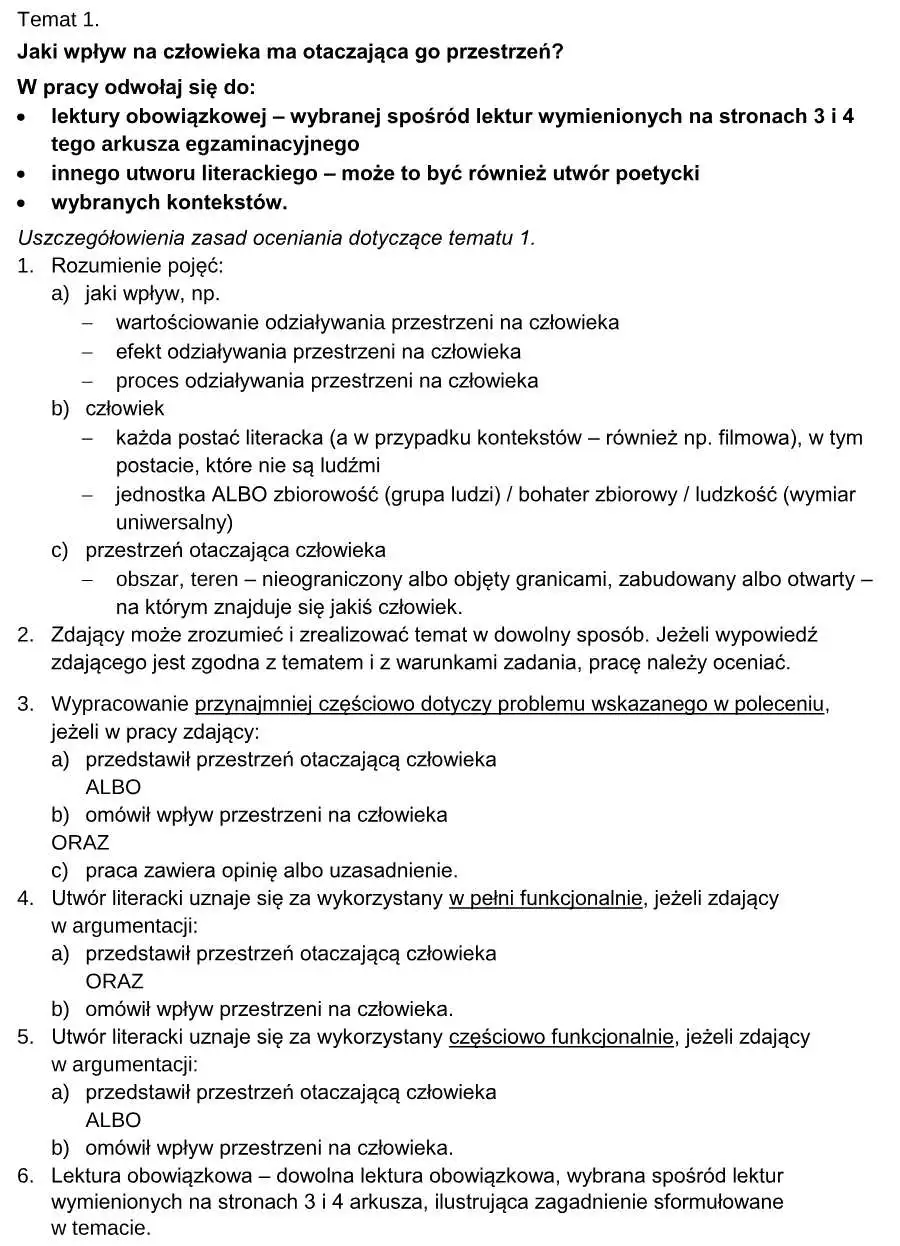 Temat 1.
Jaki wpływ na człowieka ma otaczająca go przestrzeń?
W pracy odwołaj się do:
• lektury obowiązkowej – wybranej spośród lektur wymienionych na stronach 3 i 4
tego arkusza egzaminacyjnego
• innego utworu literackiego – może to być również utwór poetycki
• wybranych kontekstów.
Uszczegółowienia zasad oceniania dotyczące tematu 1.
1. Rozumienie pojęć:
a) jaki wpływ, np.
– wartościowanie odziaływania przestrzeni na człowieka
– efekt odziaływania przestrzeni na człowieka
– proces odziaływania przestrzeni na człowieka
b) człowiek
– każda postać literacka (a w przypadku kontekstów – również np. filmowa), w tym
postacie, które nie są ludźmi
– jednostka ALBO zbiorowość (grupa ludzi) / bohater zbiorowy / ludzkość (wymiar
uniwersalny)
c) przestrzeń otaczająca człowieka
– obszar, teren – nieograniczony albo objęty granicami, zabudowany albo otwarty –
na którym znajduje się jakiś człowiek.
2. Zdający może zrozumieć i zrealizować temat w dowolny sposób. Jeżeli wypowiedź
zdającego jest zgodna z tematem i z warunkami zadania, pracę należy oceniać.
3. Wypracowanie przynajmniej częściowo dotyczy problemu wskazanego w poleceniu,
jeżeli w pracy zdający:
a) przedstawił przestrzeń otaczającą człowieka
ALBO
b) omówił wpływ przestrzeni na człowieka
ORAZ
c) praca zawiera opinię albo uzasadnienie.
4. Utwór literacki uznaje się za wykorzystany w pełni funkcjonalnie, jeżeli zdający
w argumentacji:
a) przedstawił przestrzeń otaczającą człowieka
ORAZ
b) omówił wpływ przestrzeni na człowieka.
5. Utwór literacki uznaje się za wykorzystany częściowo funkcjonalnie, jeżeli zdający
w argumentacji:
a) przedstawił przestrzeń otaczającą człowieka
ALBO
b) omówił wpływ przestrzeni na człowieka.
6. Lektura obowiązkowa – dowolna lektura obowiązkowa, wybrana spośród lektur
wymienionych na stronach 3 i 4 arkusza, ilustrująca zagadnienie sformułowane
w temacie.